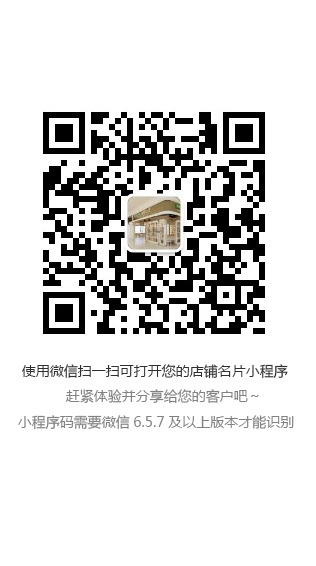 使用微信扫一扫可打开您的店铺名片小程序
赶紧体验并分享给您的客户吧～
小程序码需要微信 6.5.7 及以上版本才能识别